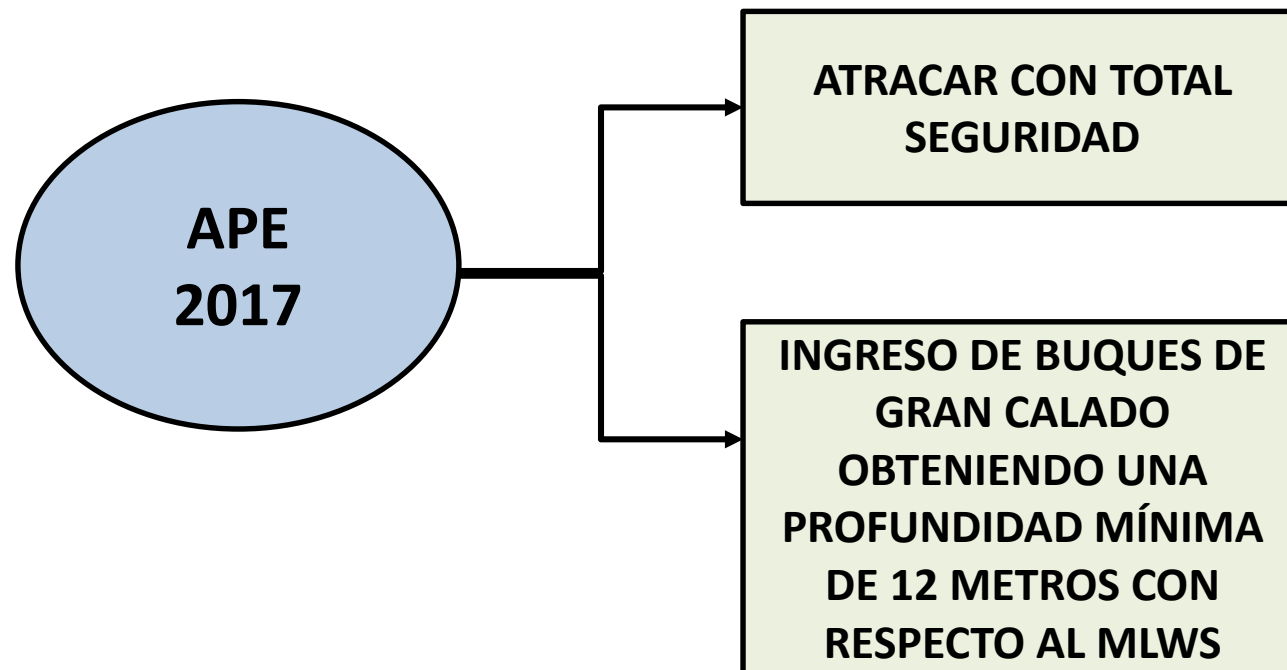 APE
2017
ATRACAR CON TOTAL
SEGURIDAD
INGRESO DE BUQUES DE
GRAN CALADO
OBTENIENDO UNA
PROFUNDIDAD MÍNIMA
DE 12 METROS CON
RESPECTO AL MLWS